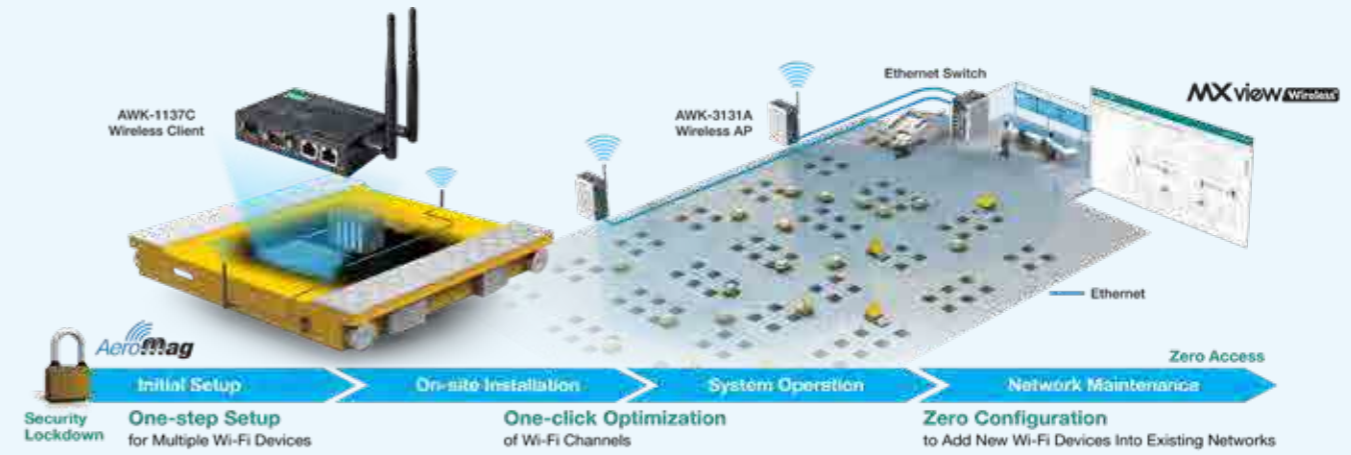 Ethernet Switch
MXview Wireless
AWK-1137C
Wireless Client
AWK-3131A
Wireless AP
Ethernet
AeroMag
Zero Access
Initial Setup
On-site Installation
System Operation
Network Maintenance
Security
Lockdown
One-step Setup
for Multiple Wi-Fi Devices
One-click Optimization
of Wi-Fi Channels
Zero Configuration
to Add New Wi-Fi Devices Into Existing Networks